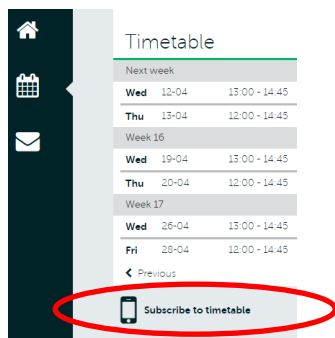 Timetable
Next week
Wed 12-04 13:00 - 14:45
Thu 13-04 12:00 - 14:45
Week 16
Wed 19-04 13:00 - 14:45
Thu 20-04 12:00 - 14:45
Week 17
Wed 26-04 13:00 - 14:45
Fri 28-04 12:00 - 14:45
Previous
Subscribe to timetable